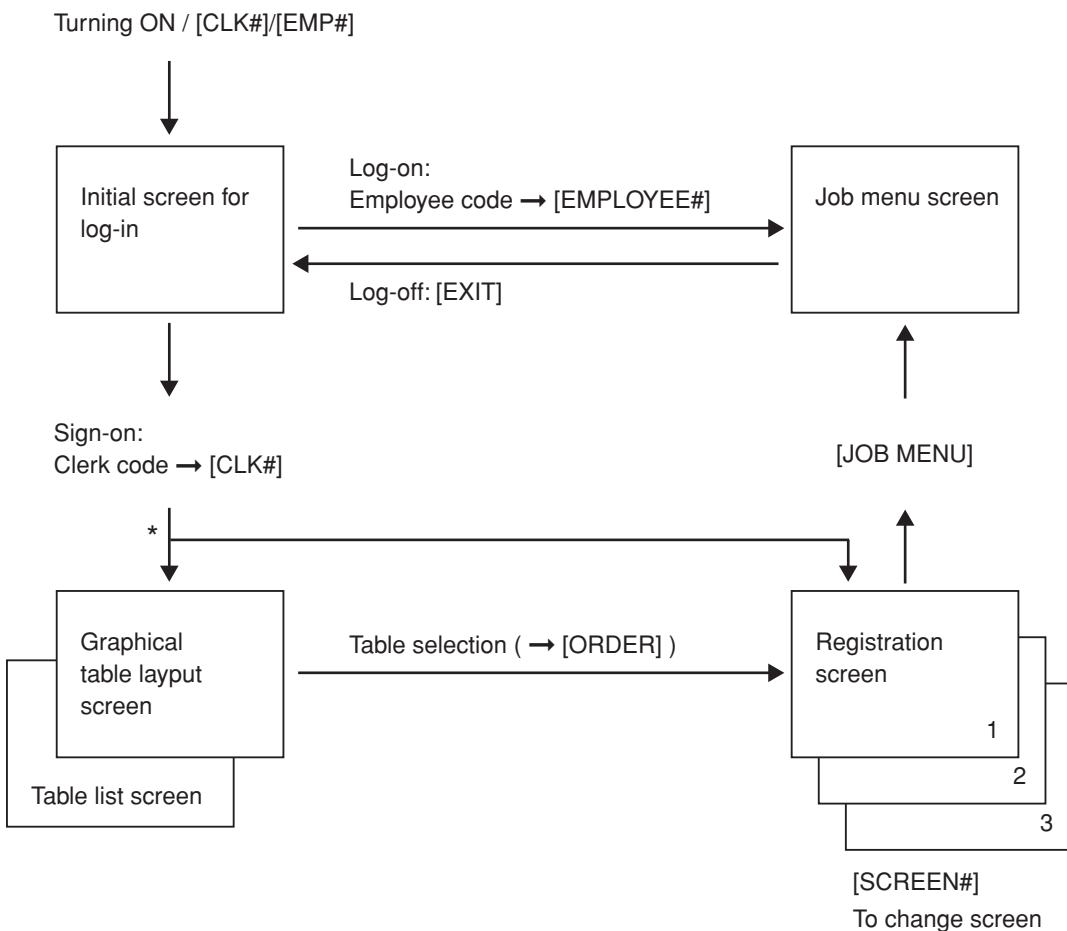 Turning ON / [CLK#]/[EMP#]
Initial screen for
log-in
Log-on:
Employee code → [EMPLOYEE#]
Log-off: [EXIT]
Job menu screen
Sign-on:
Clerk code → [CLK#]
[JOB MENU]
*
Graphical
table layput
screen
Table list screen
Table selection ( → [ORDER] )
Registration
screen
1
2
3
[SCREEN#]
To change screen